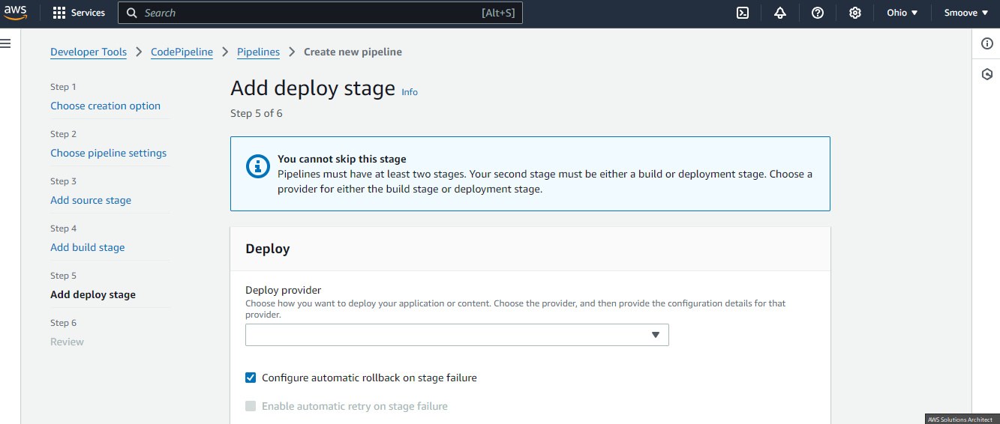 aws Services Search [Alt+S] Ohio Smoove
Developer Tools Codepipeline Pipelines Create new pipeline
Step 1
Choose creation option
Step 2
Choose pipeline settings
Step 3
Add source stage
Step 4
Add build stage
Step 5
Add deploy stage
Step 6
Review
Add deploy stage Info
Step 5 of 6
You cannot skip this stage
Pipelines must have at least two stages. Your second stage must be either a build or deployment stage. Choose a
provider for either the build stage or deployment stage.
Deploy
Deploy provider
Choose how you want to deploy your application or content. Choose the provider, and then provide the configuration details for that
provider.
Configure automatic rollback on stage failure
Enable automatic retry on stage failure
AWS Solutions Architect